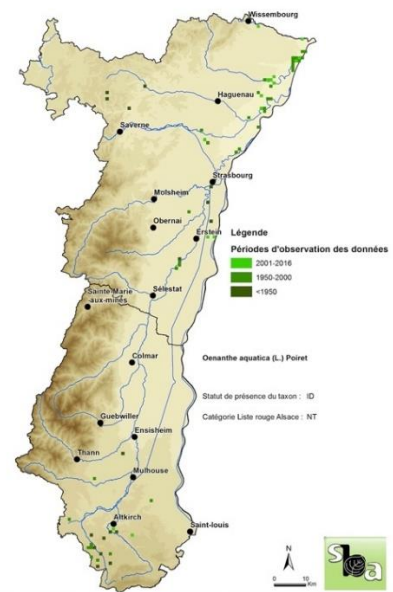 Wissembourg
Haguenau
Saverne
Strasbourg
Molsheim
Obernai
Erstein
Légende
Périodes d'observation des données
2001-2016
1950-2000
<1950
Sélestat
Sainte-Marie
aux-mines
Oenanthe aquatica (L.) Poiret
Colmar
Statut de présence du taxon : ID
Catégorie Liste rouge Alsace : NT
Guebwiller
Ensisheim
Thann
Mulhouse
Altkirch
Saint-louis
N
0 10
Km
sba